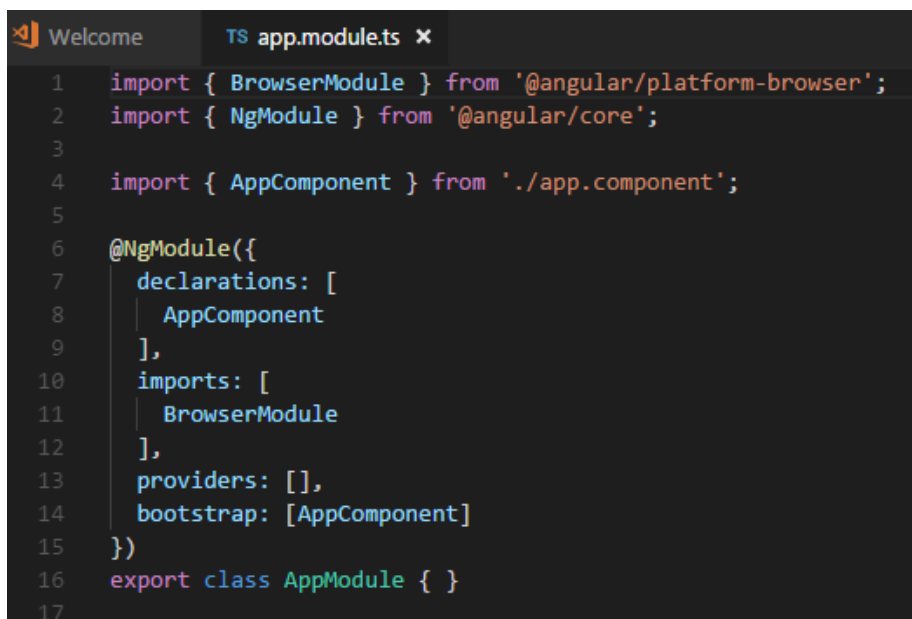 Welcome TS app.module.ts ×
1 import { BrowserModule } from '@angular/platform-browser';
2 import { NgModule } from '@angular/core';
3
4 import { AppComponent } from './app.component';
5
6 @NgModule({
7   declarations: [
8     AppComponent
9   ],
10   imports: [
11     BrowserModule
12   ],
13   providers: [],
14   bootstrap: [AppComponent]
15 })
16 export class AppModule { }
17